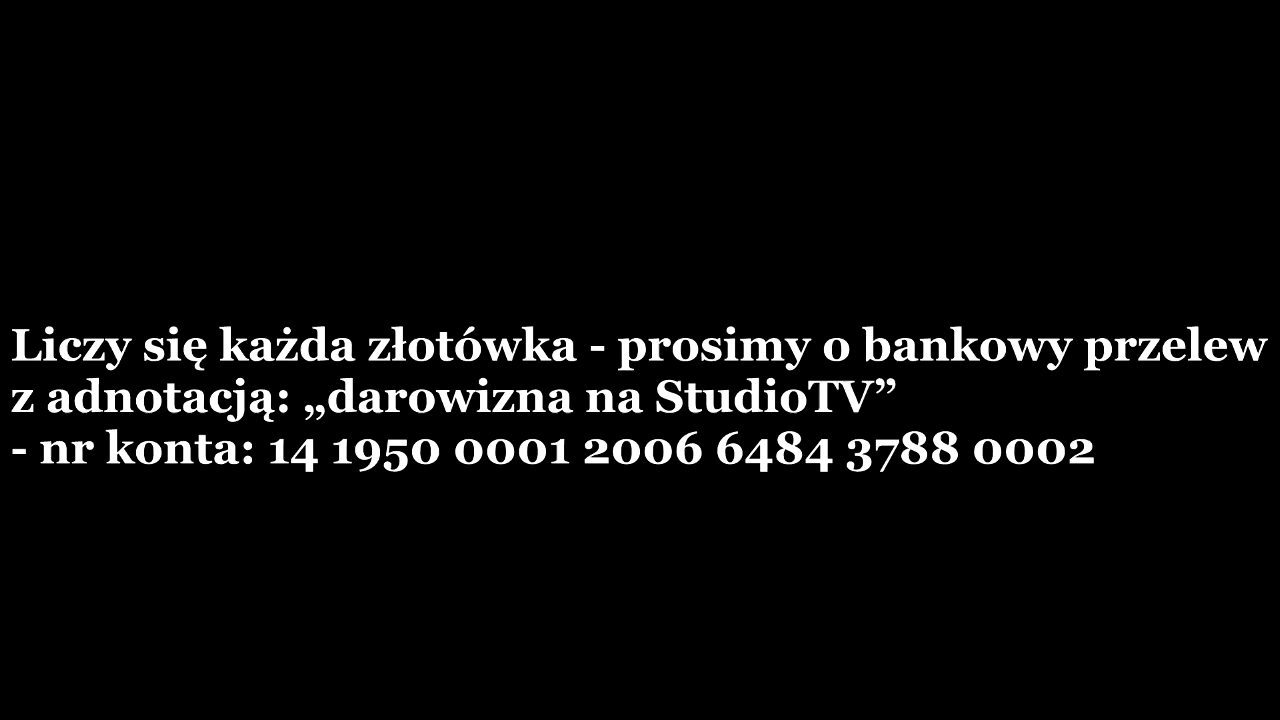 Liczy się każda złotówka - prosimy o bankowy przelew
z adnotacją: „darowizna na StudioTV”
- nr konta: 14 1950 0001 2006 6484 3788 0002